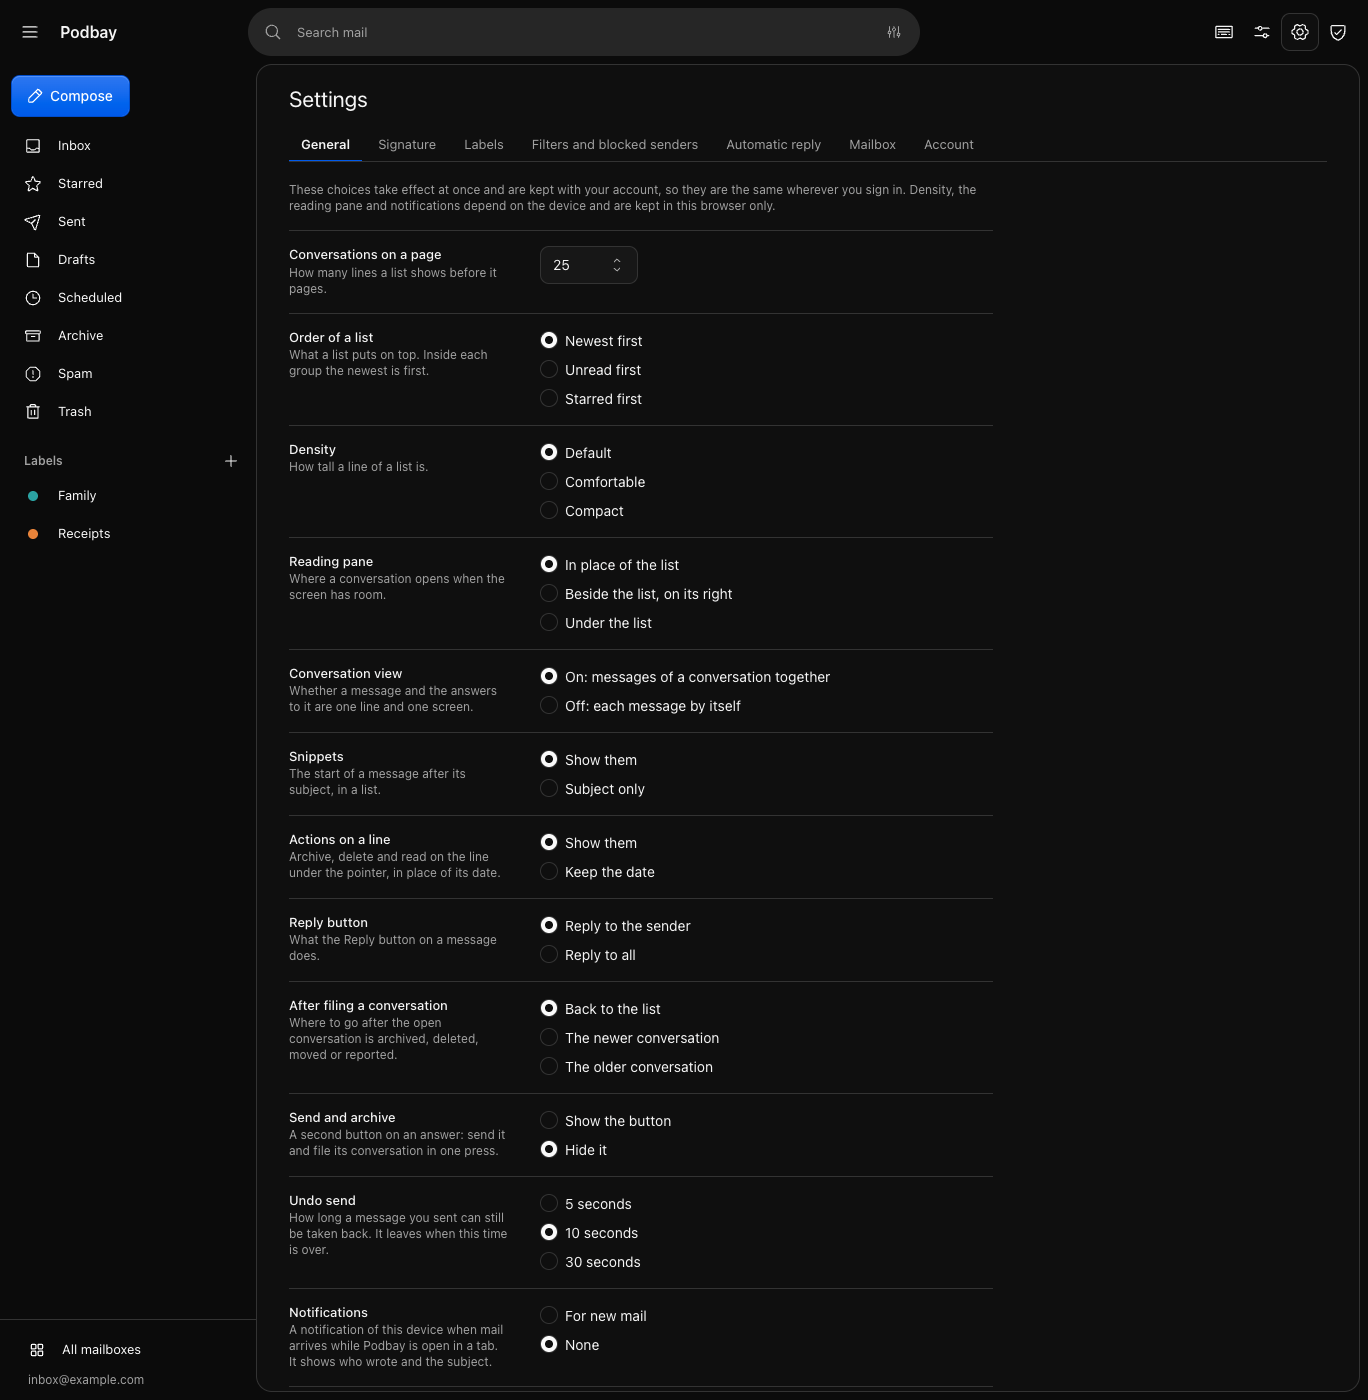 Podbay
Search mail
Compose
Inbox
Starred
Sent
Drafts
Scheduled
Archive
Spam
Trash
Labels
Family
Receipts
All mailboxes
inbox@example.com
Settings
General Signature Labels Filters and blocked senders Automatic reply Mailbox Account
These choices take effect at once and are kept with your account, so they are the same wherever you sign in. Density, the
reading pane and notifications depend on the device and are kept in this browser only.
Conversations on a page
How many lines a list shows before it
pages.
25
Order of a list
What a list puts on top. Inside each
group the newest is first.
Newest first
Unread first
Starred first
Density
How tall a line of a list is.
Default
Comfortable
Compact
Reading pane
Where a conversation opens when the
screen has room.
In place of the list
Beside the list, on its right
Under the list
Conversation view
Whether a message and the answers
to it are one line and one screen.
On: messages of a conversation together
Off: each message by itself
Snippets
The start of a message after its
subject, in a list.
Show them
Subject only
Actions on a line
Archive, delete and read on the line
under the pointer, in place of its date.
Show them
Keep the date
Reply button
What the Reply button on a message
does.
Reply to the sender
Reply to all
After filing a conversation
Where to go after the open
conversation is archived, deleted,
moved or reported.
Back to the list
The newer conversation
The older conversation
Send and archive
A second button on an answer: send it
and file its conversation in one press.
Show the button
Hide it
Undo send
How long a message you sent can still
be taken back. It leaves when this time
is over.
5 seconds
10 seconds
30 seconds
Notifications
A notification of this device when mail
arrives while Podbay is open in a tab.
It shows who wrote and the subject.
For new mail
None